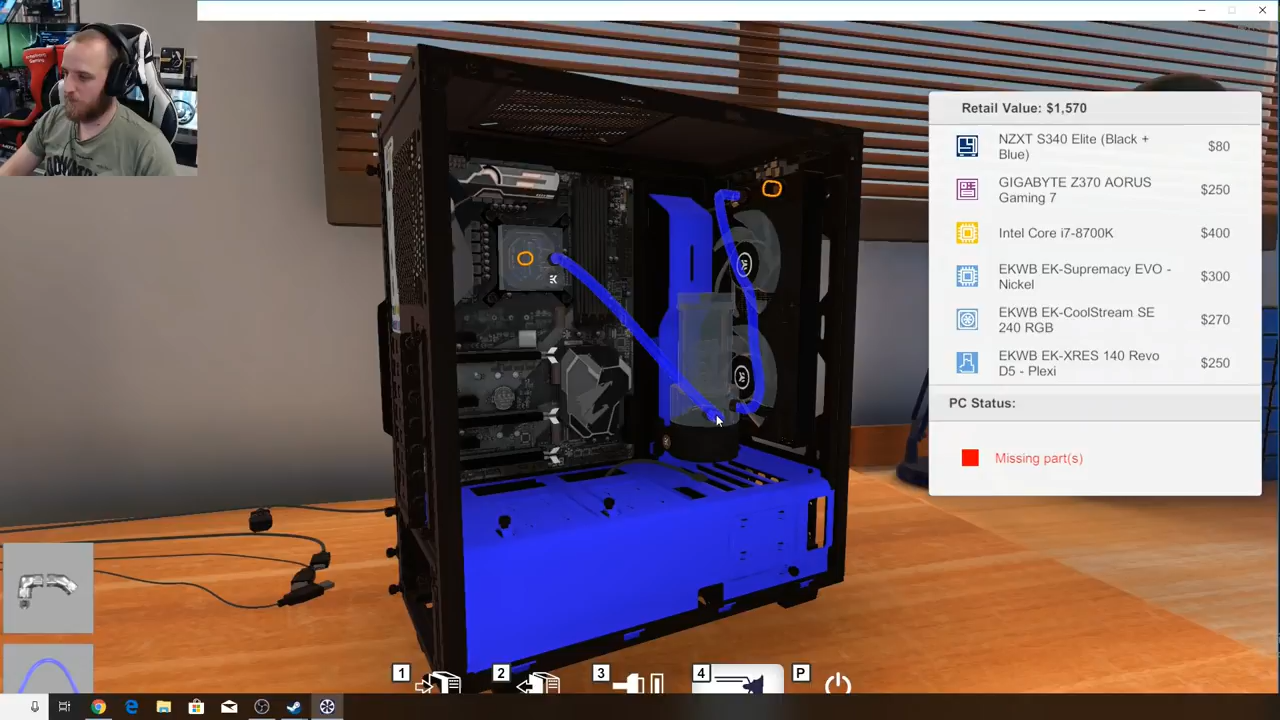 Retail Value: $1,570
NZXT S340 Elite (Black +
Blue)
$80
GIGABYTE Z370 AORUS
Gaming 7
$250
Intel Core i7-8700K
$400
EKWB EK-Supremacy EVO -
Nickel
$300
EKWB EK-CoolStream SE
240 RGB
$270
EKWB EK-XRES 140 Revo
D5 - Plexi
$250
PC Status:
Missing part(s)
1
2
3
4
P